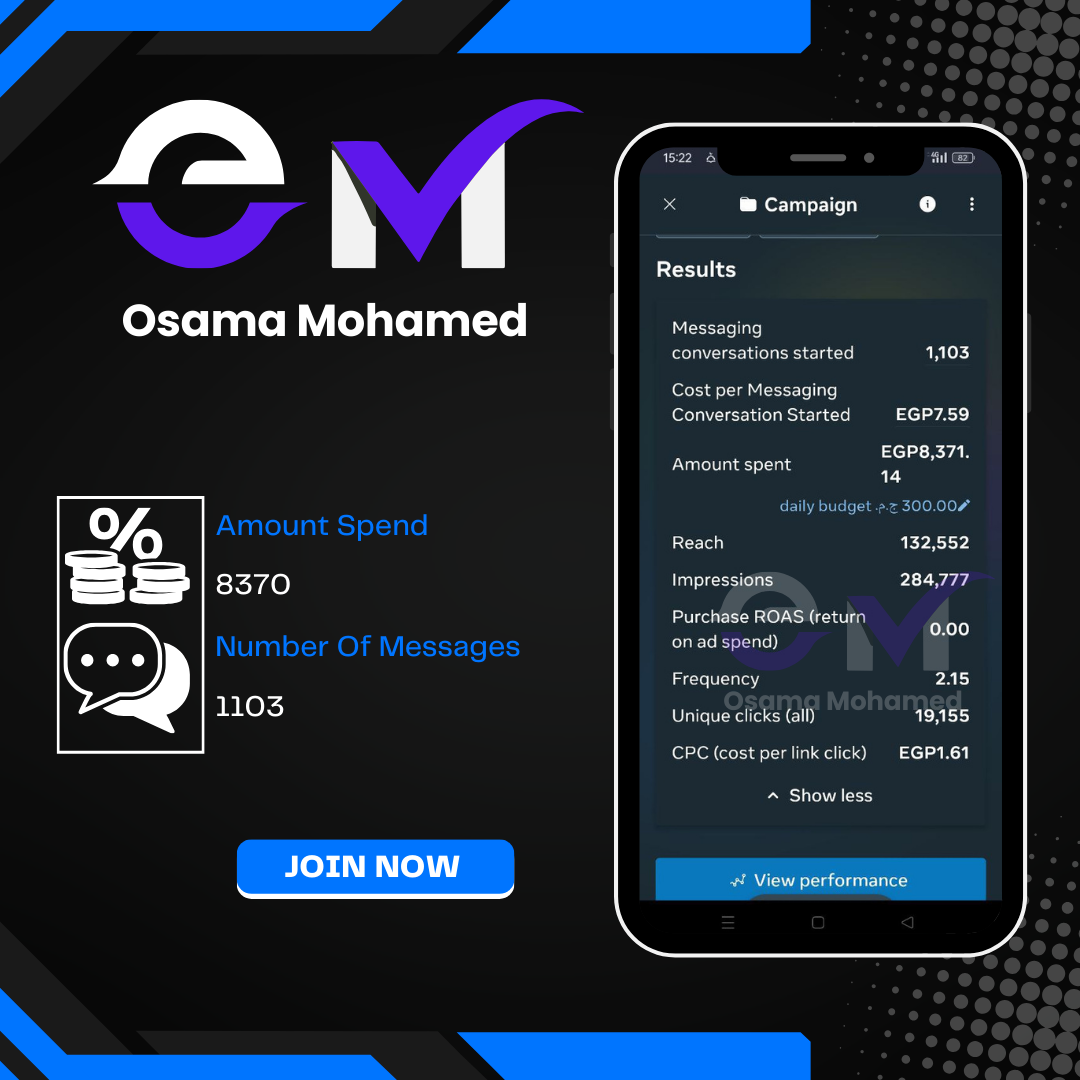 eM
Osama Mohamed
Amount Spend
8370
Number Of Messages
1103
JOIN NOW
15:22
4G
82
Campaign
Results
Messaging
conversations started 1,103
Cost per Messaging
Conversation Started EGP7.59
Amount spent EGP8,371.
14
daily budget ج.م.‏ 300.00
Reach 132,552
Impressions 284,777
Purchase ROAS (return
on ad spend) 0.00
Frequency 2.15
Osama Mohamed
Unique clicks (all) 19,155
CPC (cost per link click) EGP1.61
Show less
View performance